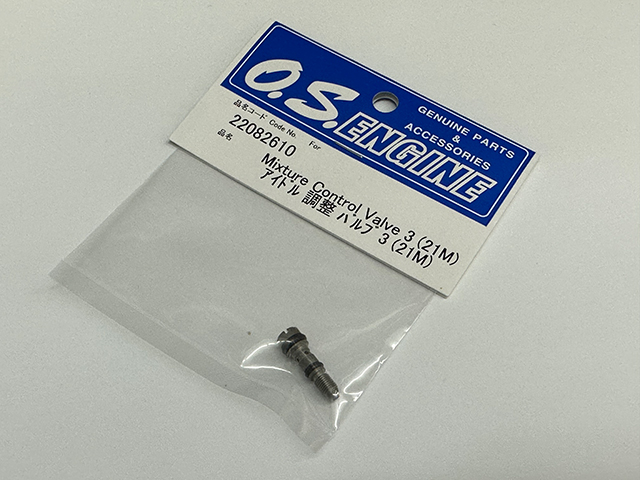 O.S.ENGINE
GENUINE PARTS
&
ACCESSORIES
品名コード Code No. For
22082610
品名
Mixture Control Valve 3 (21M)
アイドル 調整 バルブ 3 (21M)